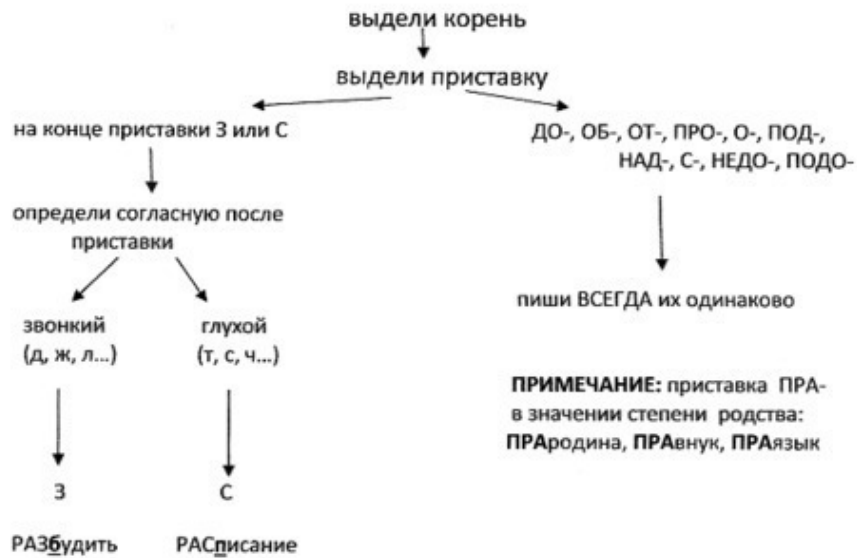 выдели корень
выдели приставку
на конце приставки З или С
ДО-, ОБ-, ОТ-, ПРО-, О-, ПОД-,
НАД-, С-, НЕДО-, ПОДО-
определи согласную после
приставки
пиши ВСЕГДА их одинаково
звонкий
(д, ж, л...)
глухой
(т, с, ч...)
ПРИМЕЧАНИЕ: приставка ПРА-
в значении степени родства:
ПРАродина, ПРАвнук, ПРАязык
З
С
РАЗбудить
РАСписание